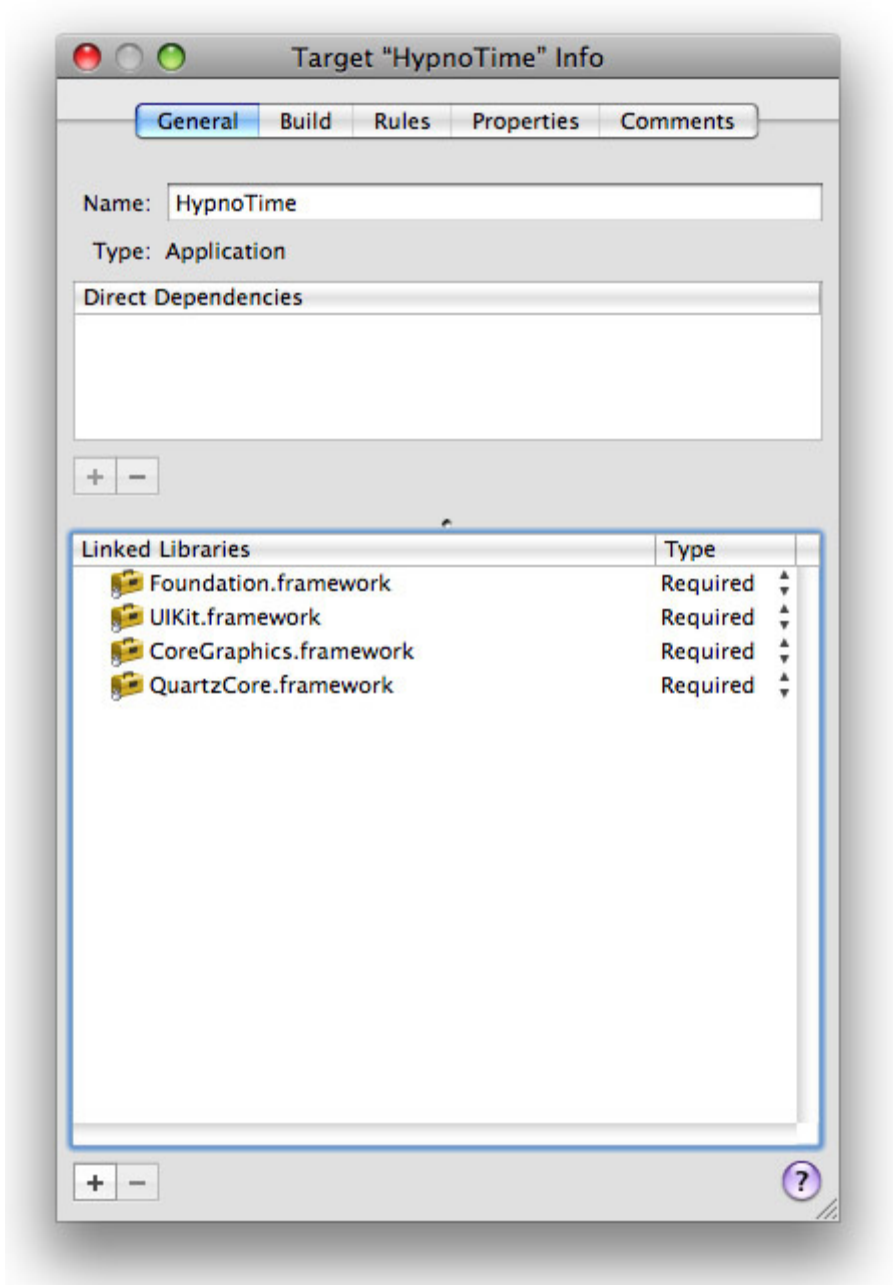 Target “HypnoTime” Info
General Build Rules Properties Comments
Name: HypnoTime
Type: Application
Direct Dependencies
+ −
Linked Libraries Type
Foundation.framework Required
UIKit.framework Required
CoreGraphics.framework Required
QuartzCore.framework Required
+ − ?